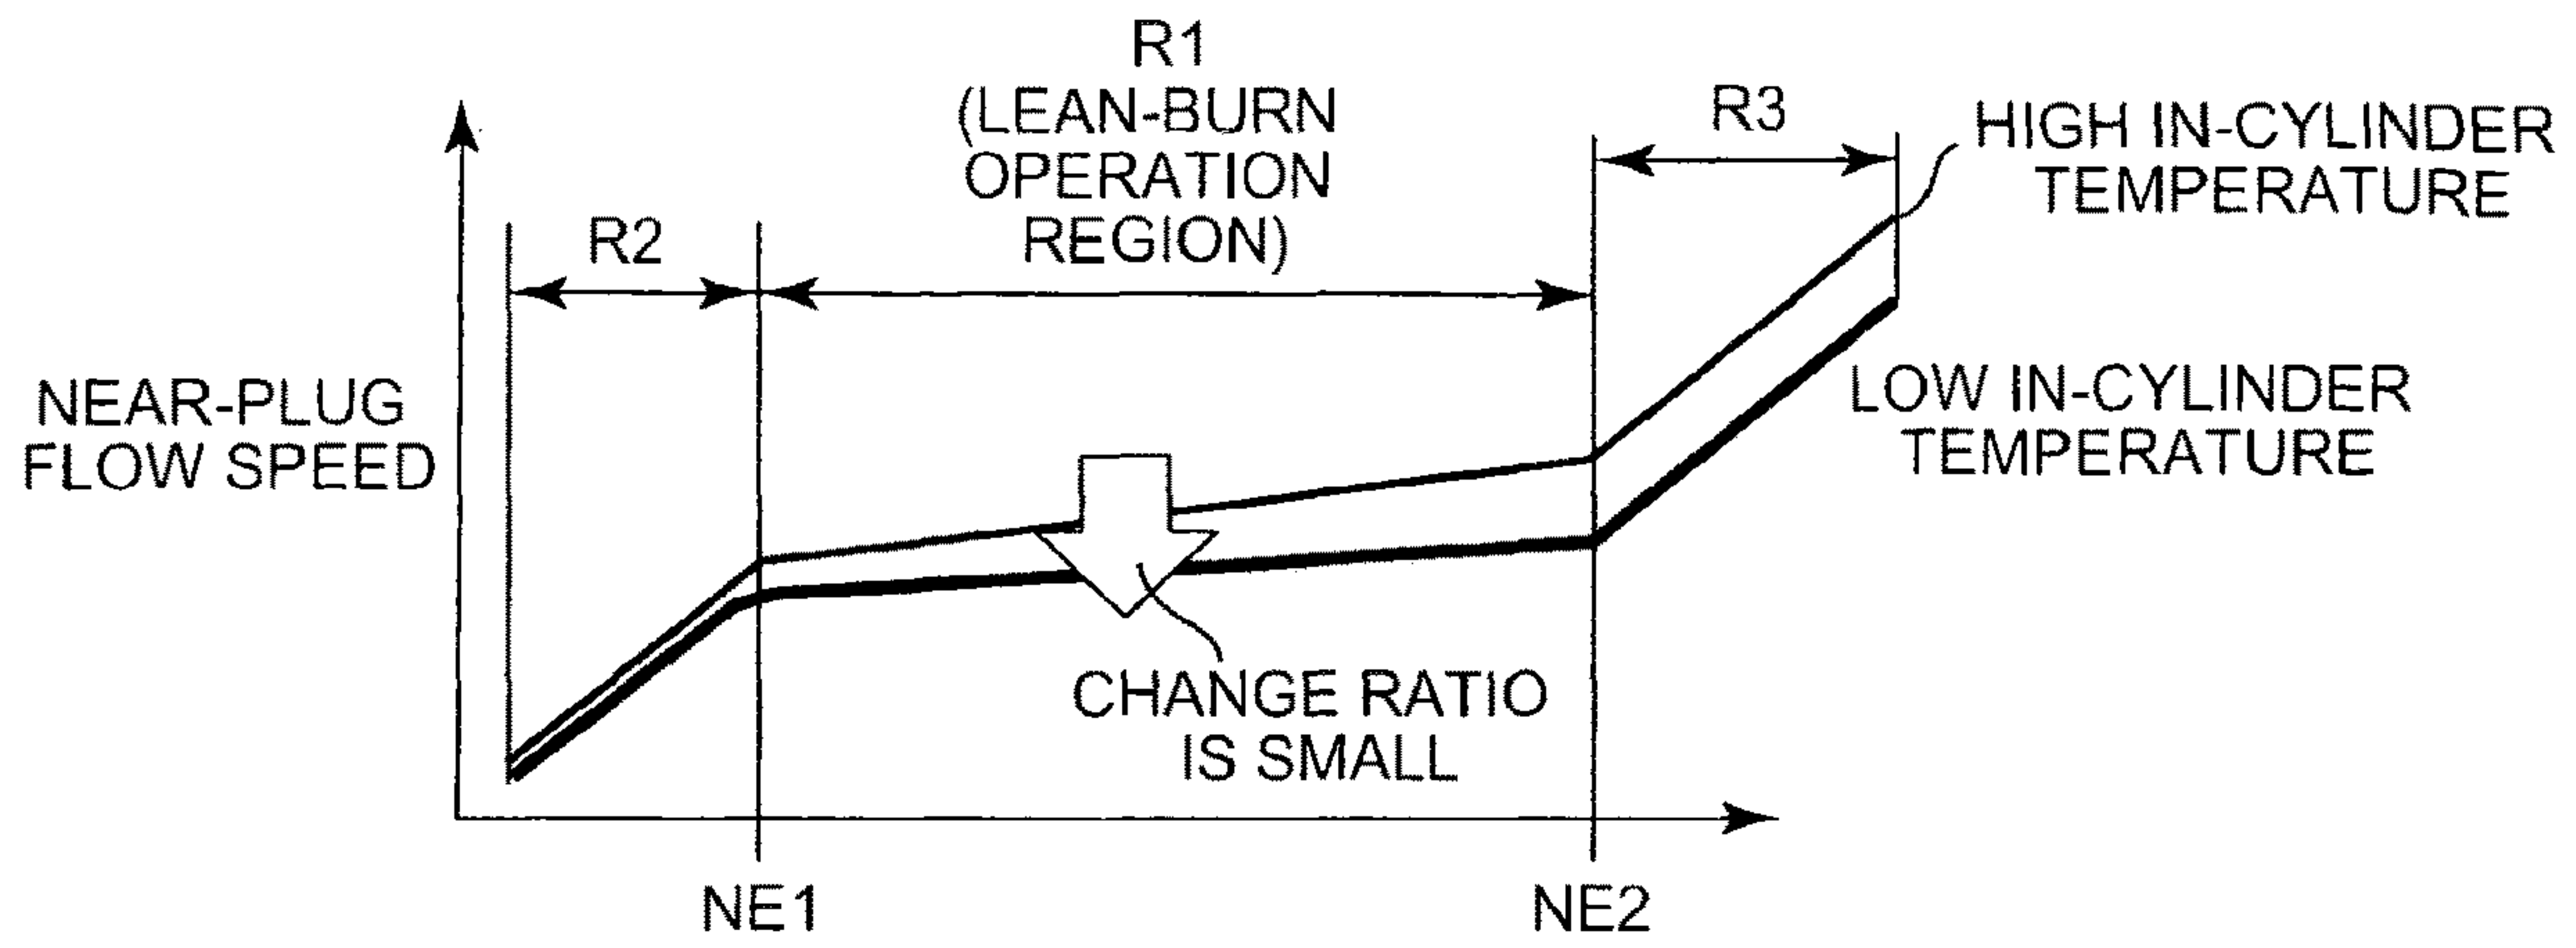 R1
(LEAN-BURN
OPERATION
REGION)
R2
R3
HIGH IN-CYLINDER
TEMPERATURE
NEAR-PLUG
FLOW SPEED
LOW IN-CYLINDER
TEMPERATURE
CHANGE RATIO
IS SMALL
NE1
NE2